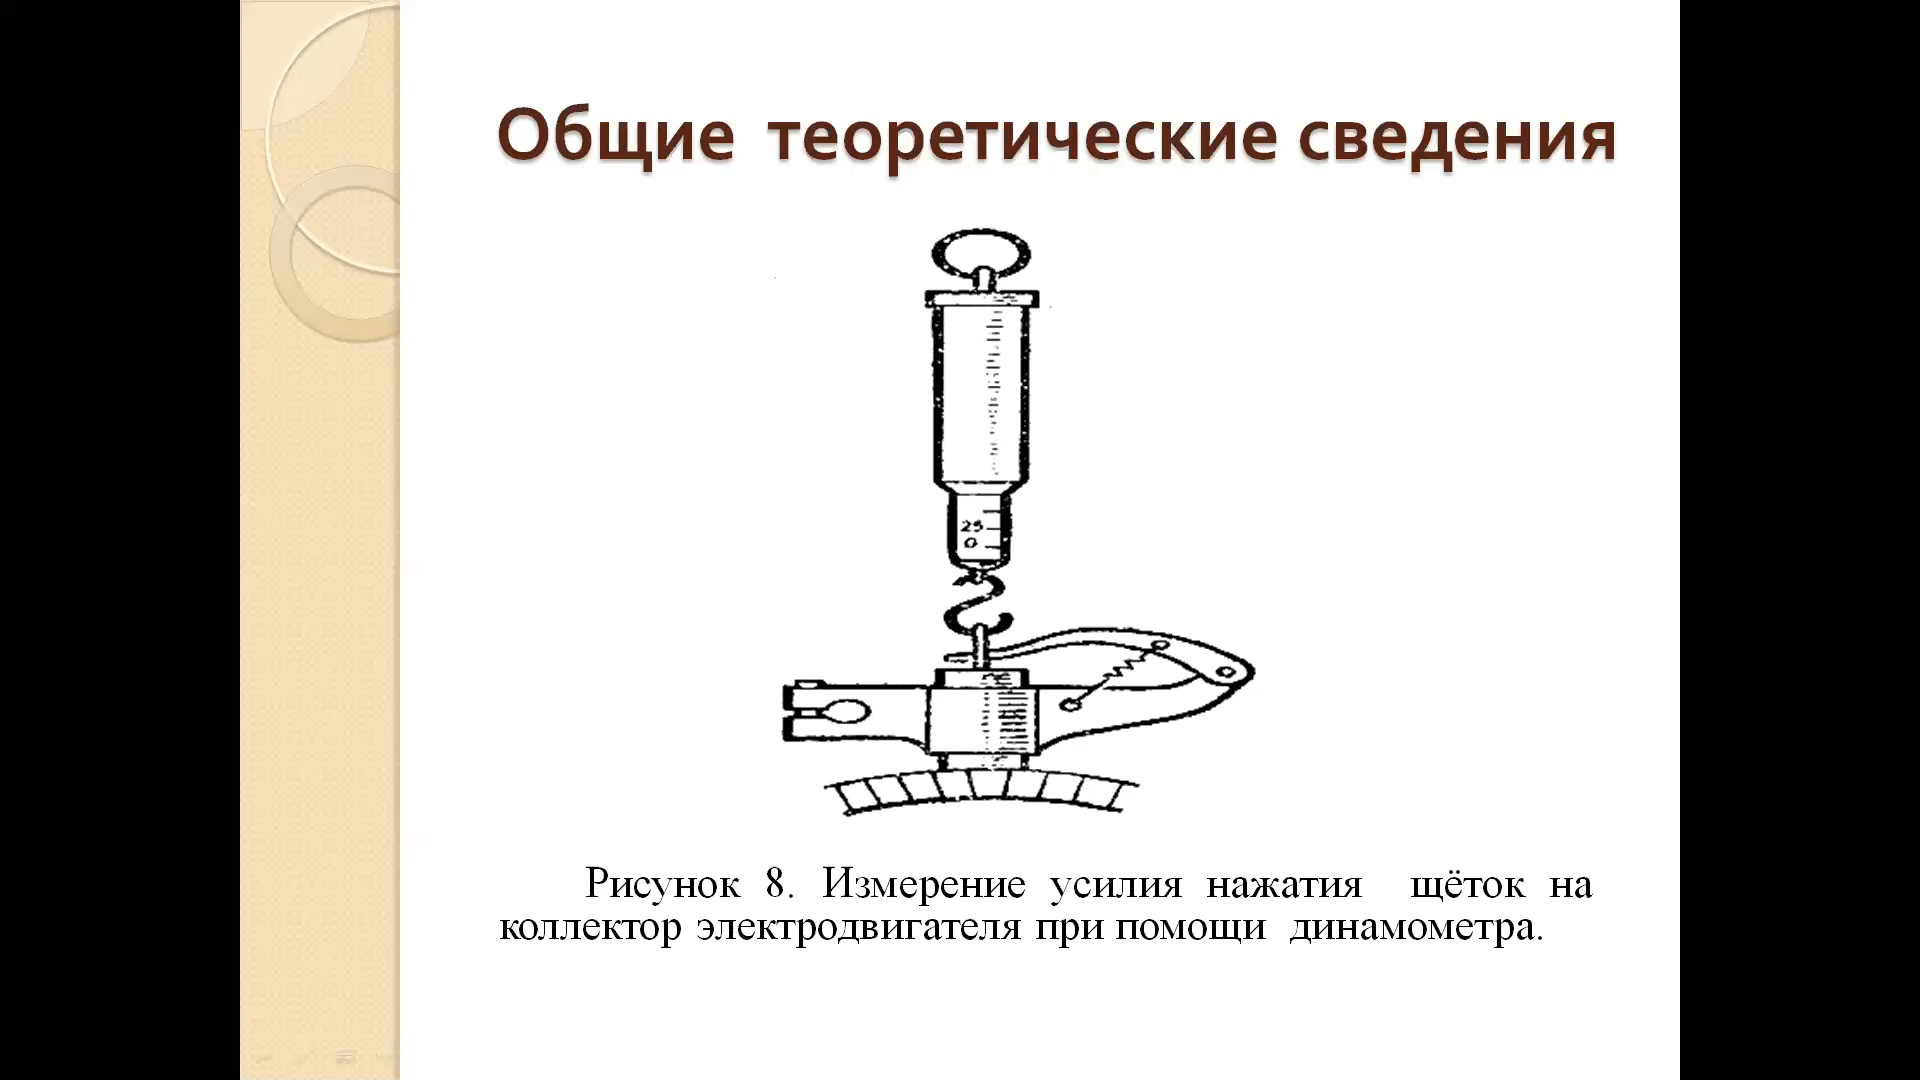 Общие теоретические сведения
25
0
Рисунок 8. Измерение усилия нажатия щёток на
коллектор электродвигателя при помощи динамометра.